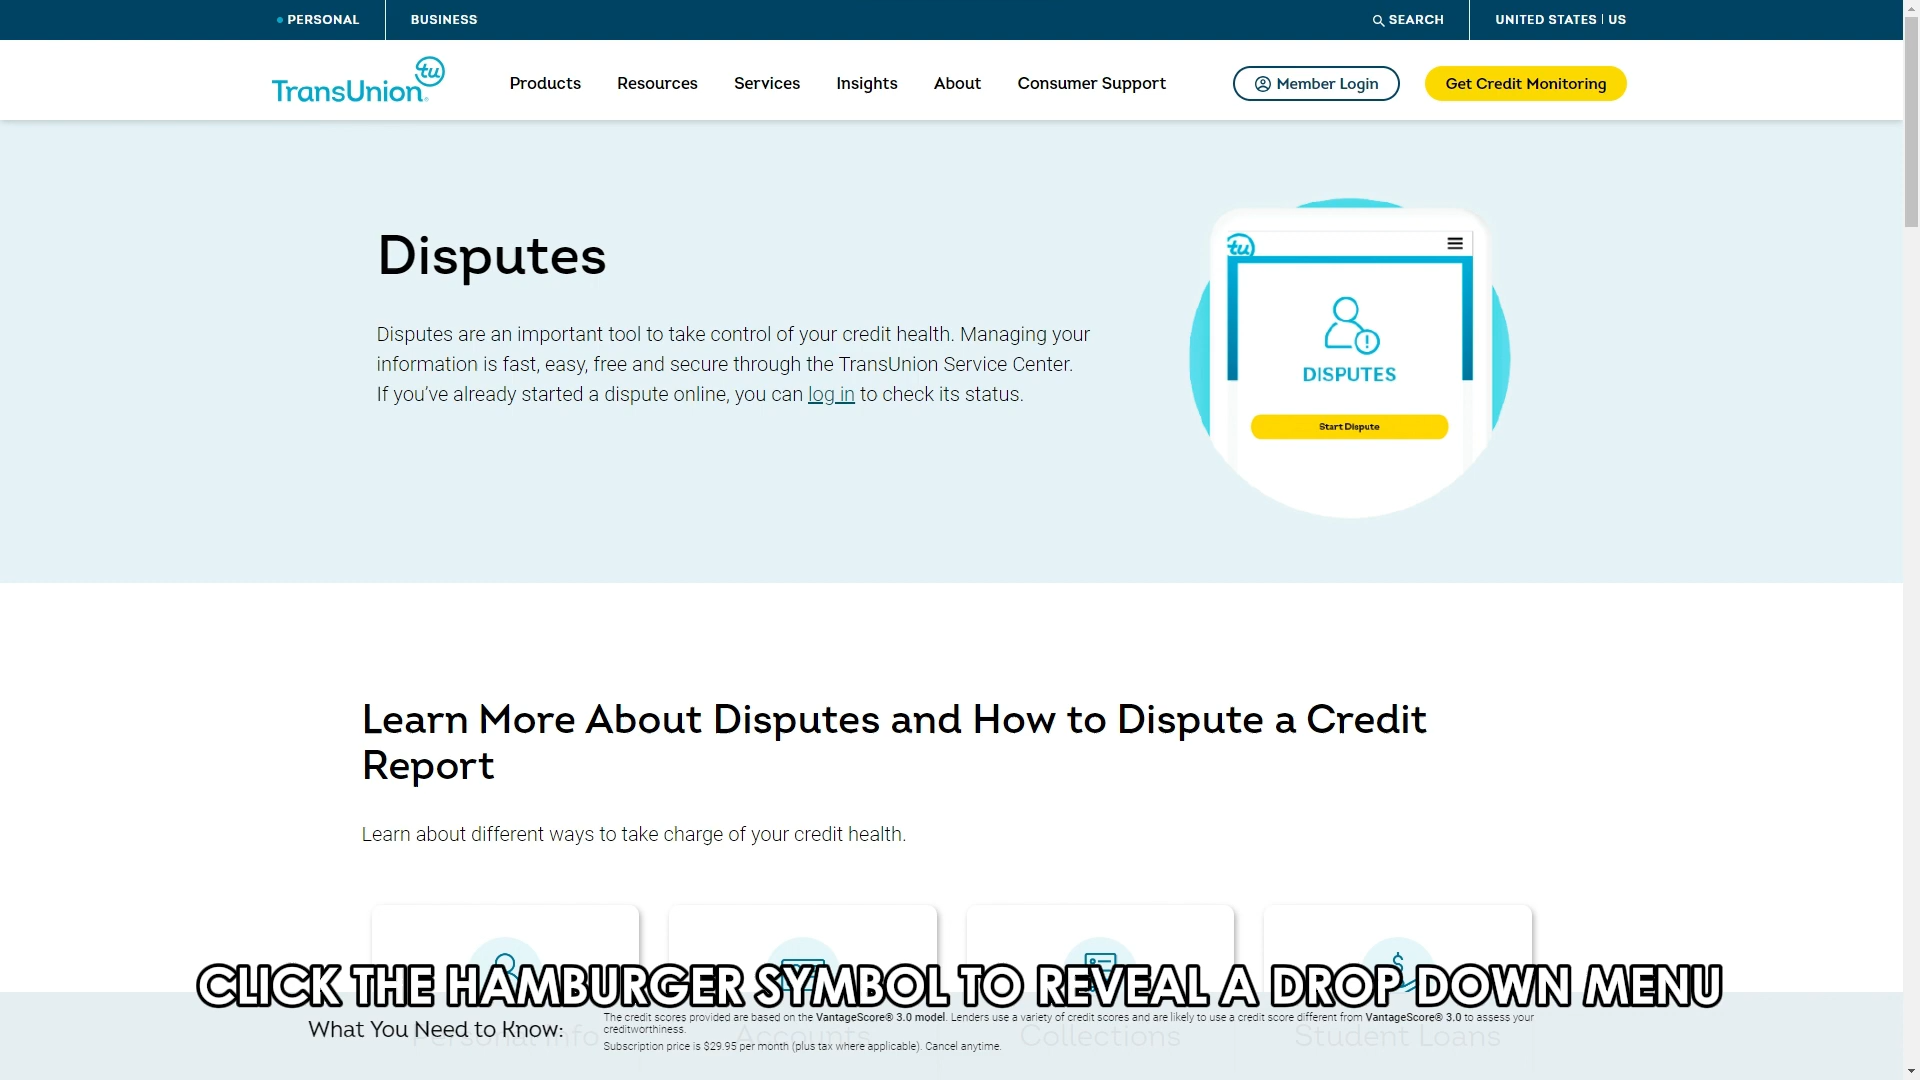 PERSONAL
BUSINESS
SEARCH
UNITED STATES | US
TransUnion
tu
Products
Resources
Services
Insights
About
Consumer Support
Member Login
Get Credit Monitoring
Disputes
Disputes are an important tool to take control of your credit health. Managing your
information is fast, easy, free and secure through the TransUnion Service Center.
If you’ve already started a dispute online, you can log in to check its status.
tu
DISPUTES
Start Dispute
Learn More About Disputes and How to Dispute a Credit
Report
Learn about different ways to take charge of your credit health.
CLICK THE HAMBURGER SYMBOL TO REVEAL A DROP DOWN MENU
What You Need to Know:
The credit scores provided are based on the VantageScore® 3.0 model. Lenders use a variety of credit scores and are likely to use a credit score different from VantageScore® 3.0 to assess your
creditworthiness.
Subscription price is $29.95 per month (plus tax where applicable). Cancel anytime.
Personal Info
Accounts
Collections
Student Loans